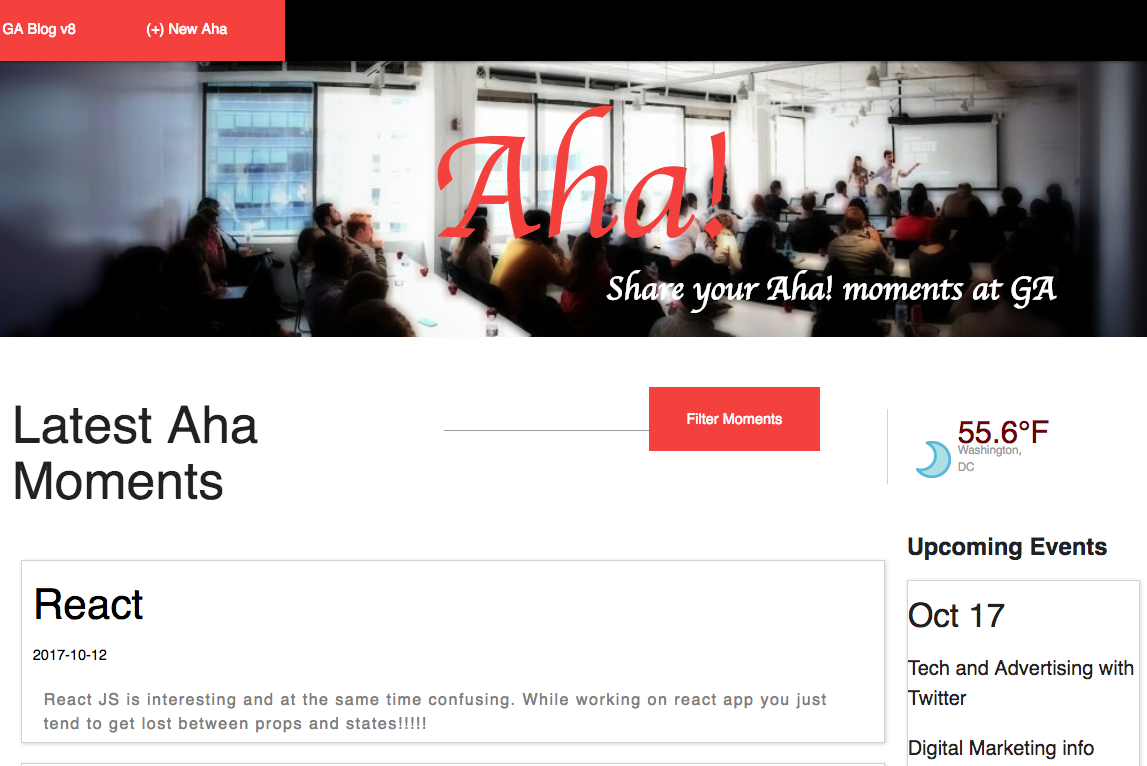 GA Blog v8
(+) New Aha
Aha!
Share your Aha! moments at GA
Latest Aha
Moments
Filter Moments
55.6°F
Washington,
DC
React
2017-10-12
React JS is interesting and at the same time confusing. While working on react app you just
tend to get lost between props and states!!!!!
Upcoming Events
Oct 17
Tech and Advertising with
Twitter
Digital Marketing info